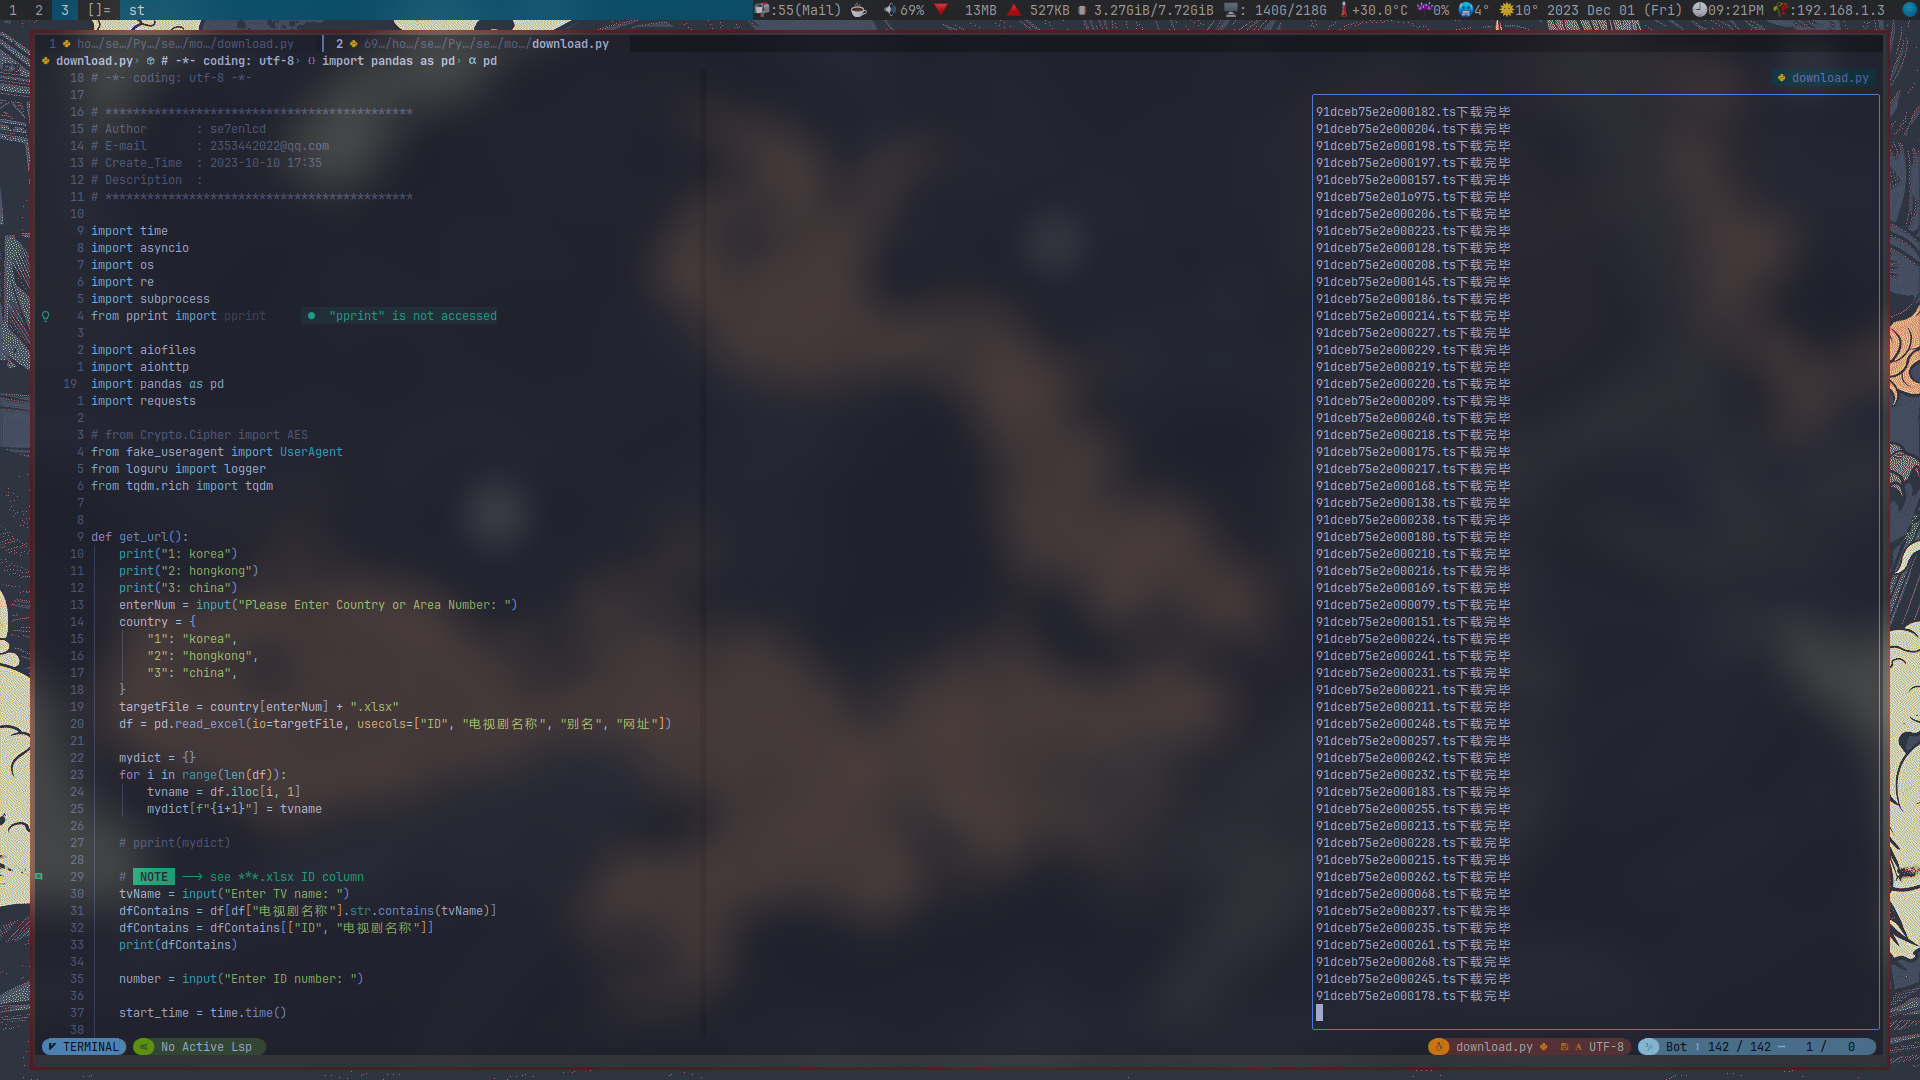 1 2 3 []= st :55(Mail) 69% 13MB 527KB 3.27GiB/7.72GiB : 140G/218G +30.0°C 0% 4° 10° 2023 Dec 01 (Fri) 09:21PM :192.168.1.3
1 ho…/se…/Py…/se…/mo…/download.py 2 69…/ho…/se…/Py…/se…/mo…/download.py
download.py› # -*- coding: utf-8› {} import pandas as pd› α pd
18 # -*- coding: utf-8 -*-
download.py
17
16 # ********************************************
15 # Author : se7enlcd
14 # E-mail : 2353442022@qq.com
13 # Create_Time : 2023-10-10 17:35
12 # Description :
11 # ********************************************
10
9 import time
8 import asyncio
7 import os
6 import re
5 import subprocess
4 from pprint import pprint ● "pprint" is not accessed
3
2 import aiofiles
1 import aiohttp
19 import pandas as pd
1 import requests
2
3 # from Crypto.Cipher import AES
4 from fake_useragent import UserAgent
5 from loguru import logger
6 from tqdm.rich import tqdm
7
8
9 def get_url():
10 print("1: korea")
11 print("2: hongkong")
12 print("3: china")
13 enterNum = input("Please Enter Country or Area Number: ")
14 country = {
15 "1": "korea",
16 "2": "hongkong",
17 "3": "china",
18 }
19 targetFile = country[enterNum] + ".xlsx"
20 df = pd.read_excel(io=targetFile, usecols=["ID", "电视剧名称", "别名", "网址"])
21
22 mydict = {}
23 for i in range(len(df)):
24 tvname = df.iloc[i, 1]
25 mydict[f"{i+1}"] = tvname
26
27 # pprint(mydict)
28
29 # NOTE ——> see ***.xlsx ID column
30 tvName = input("Enter TV name: ")
31 dfContains = df[df["电视剧名称"].str.contains(tvName)]
32 dfContains = dfContains[["ID", "电视剧名称"]]
33 print(dfContains)
34
35 number = input("Enter ID number: ")
36
37 start_time = time.time()
38
91dceb75e2e000182.ts下载完毕
91dceb75e2e000204.ts下载完毕
91dceb75e2e000198.ts下载完毕
91dceb75e2e000197.ts下载完毕
91dceb75e2e000157.ts下载完毕
91dceb75e2e01o975.ts下载完毕
91dceb75e2e000206.ts下载完毕
91dceb75e2e000223.ts下载完毕
91dceb75e2e000128.ts下载完毕
91dceb75e2e000208.ts下载完毕
91dceb75e2e000145.ts下载完毕
91dceb75e2e000186.ts下载完毕
91dceb75e2e000214.ts下载完毕
91dceb75e2e000227.ts下载完毕
91dceb75e2e000229.ts下载完毕
91dceb75e2e000219.ts下载完毕
91dceb75e2e000220.ts下载完毕
91dceb75e2e000209.ts下载完毕
91dceb75e2e000240.ts下载完毕
91dceb75e2e000218.ts下载完毕
91dceb75e2e000175.ts下载完毕
91dceb75e2e000217.ts下载完毕
91dceb75e2e000168.ts下载完毕
91dceb75e2e000138.ts下载完毕
91dceb75e2e000238.ts下载完毕
91dceb75e2e000180.ts下载完毕
91dceb75e2e000210.ts下载完毕
91dceb75e2e000216.ts下载完毕
91dceb75e2e000169.ts下载完毕
91dceb75e2e000079.ts下载完毕
91dceb75e2e000151.ts下载完毕
91dceb75e2e000224.ts下载完毕
91dceb75e2e000241.ts下载完毕
91dceb75e2e000231.ts下载完毕
91dceb75e2e000221.ts下载完毕
91dceb75e2e000211.ts下载完毕
91dceb75e2e000248.ts下载完毕
91dceb75e2e000257.ts下载完毕
91dceb75e2e000242.ts下载完毕
91dceb75e2e000232.ts下载完毕
91dceb75e2e000183.ts下载完毕
91dceb75e2e000255.ts下载完毕
91dceb75e2e000213.ts下载完毕
91dceb75e2e000228.ts下载完毕
91dceb75e2e000215.ts下载完毕
91dceb75e2e000262.ts下载完毕
91dceb75e2e000068.ts下载完毕
91dceb75e2e000237.ts下载完毕
91dceb75e2e000235.ts下载完毕
91dceb75e2e000261.ts下载完毕
91dceb75e2e000268.ts下载完毕
91dceb75e2e000245.ts下载完毕
91dceb75e2e000178.ts下载完毕
TERMINAL No Active Lsp download.py UTF-8 Bot 142 / 142 1 / 0